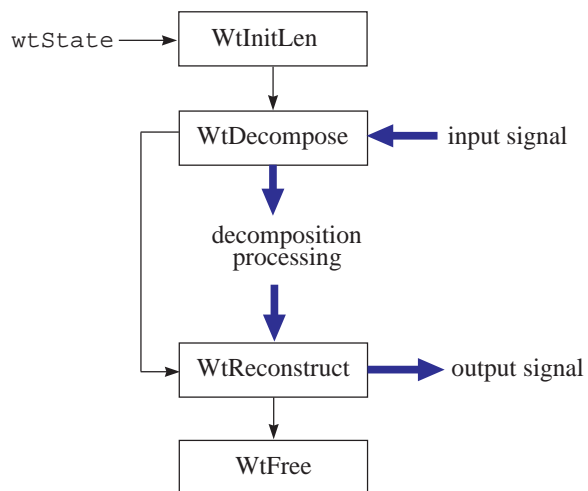 wtState
WtInitLen
WtDecompose
input signal
decomposition
processing
WtReconstruct
output signal
WtFree